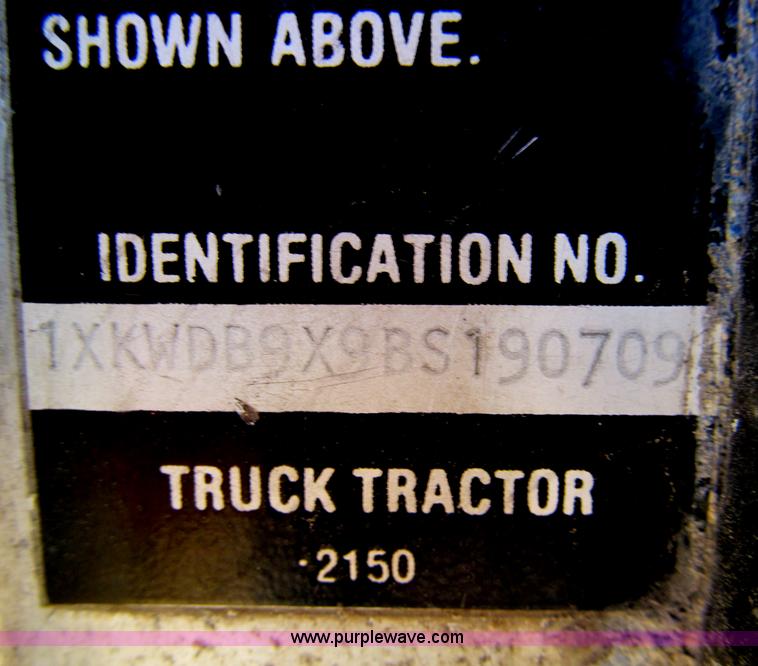 SHOWN ABOVE.
IDENTIFICATION NO.
1XKWDB9X9BS190709
TRUCK TRACTOR
·2150
www.purplewave.com